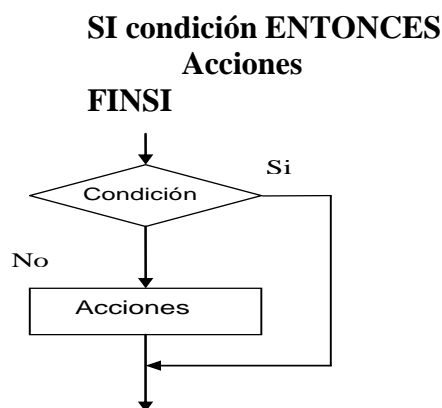 SI condición ENTONCES
Acciones
FINSI
Si
Condición
No
Acciones